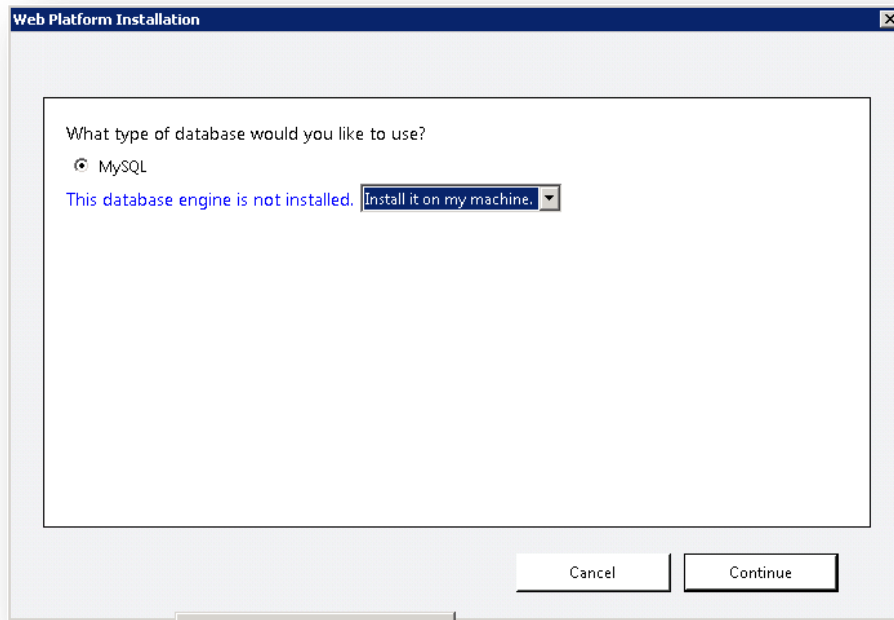 Web Platform Installation
What type of database would you like to use?
MySQL
This database engine is not installed. Install it on my machine.
Cancel Continue